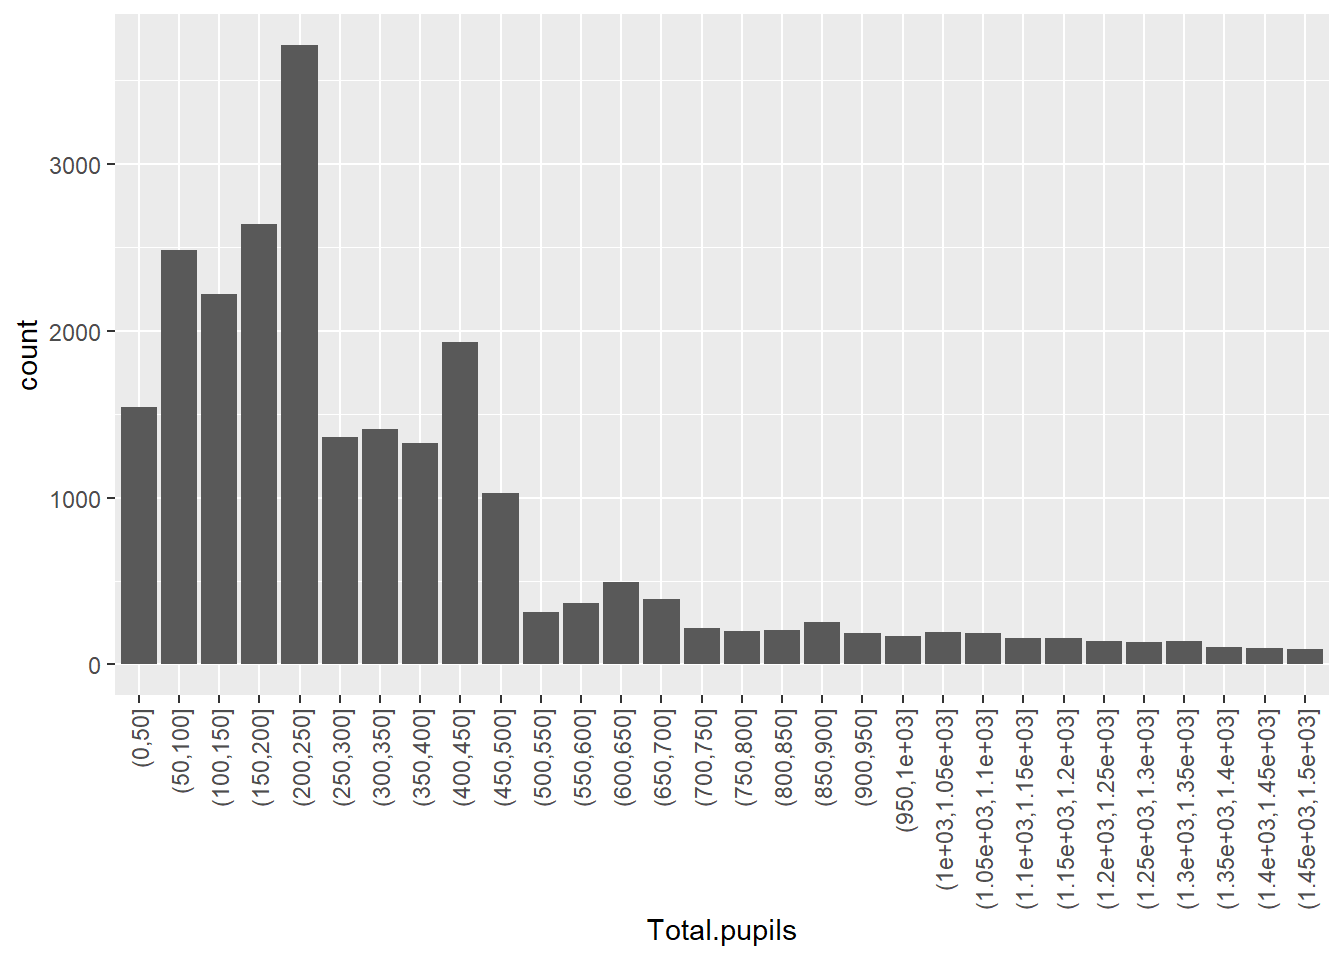 count
3000
2000
1000
0
(0,50]
(50,100]
(100,150]
(150,200]
(200,250]
(250,300]
(300,350]
(350,400]
(400,450]
(450,500]
(500,550]
(550,600]
(600,650]
(650,700]
(700,750]
(750,800]
(800,850]
(850,900]
(900,950]
(950,1e+03]
(1e+03,1.05e+03]
(1.05e+03,1.1e+03]
(1.1e+03,1.15e+03]
(1.15e+03,1.2e+03]
(1.2e+03,1.25e+03]
(1.25e+03,1.3e+03]
(1.3e+03,1.35e+03]
(1.35e+03,1.4e+03]
(1.4e+03,1.45e+03]
(1.45e+03,1.5e+03]
Total.pupils